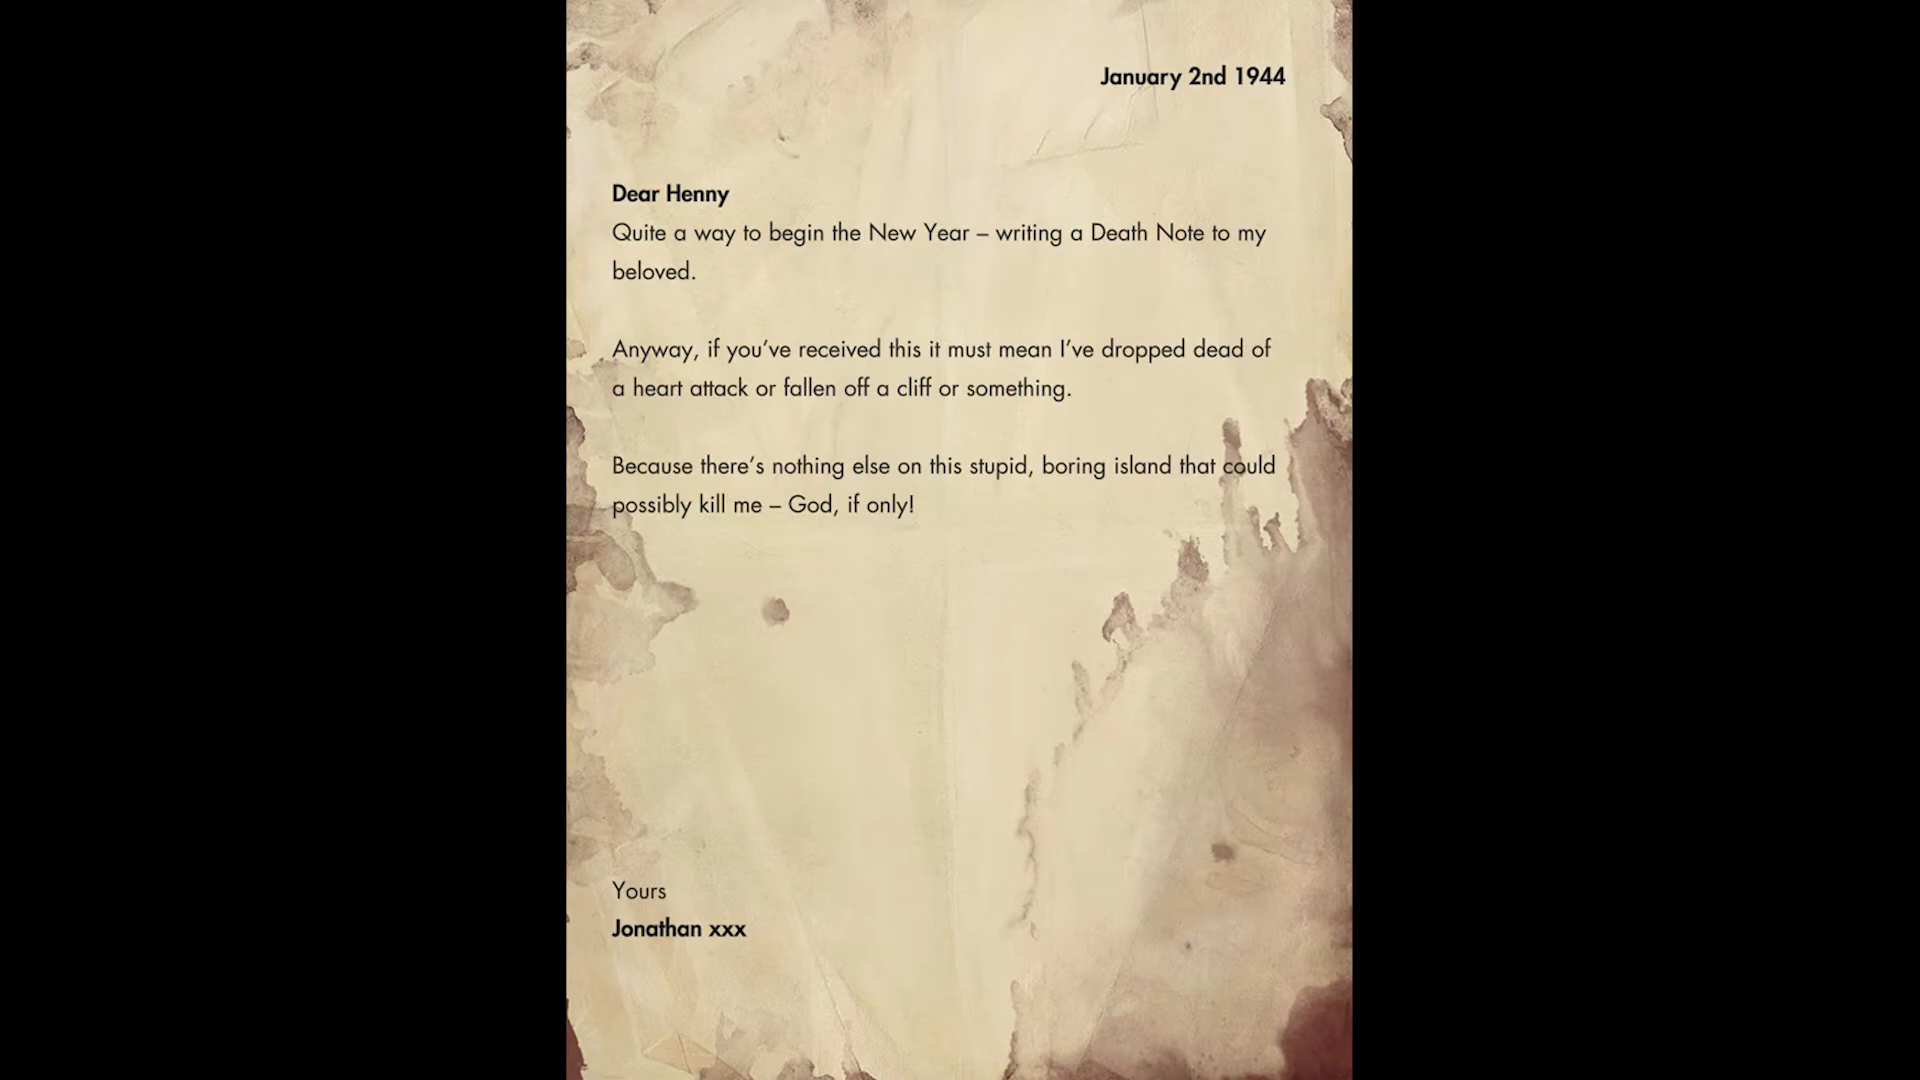 January 2nd 1944
Dear Henny
Quite a way to begin the New Year – writing a Death Note to my
beloved.
Anyway, if you’ve received this it must mean I’ve dropped dead of
a heart attack or fallen off a cliff or something.
Because there’s nothing else on this stupid, boring island that could
possibly kill me – God, if only!
Yours
Jonathan xxx